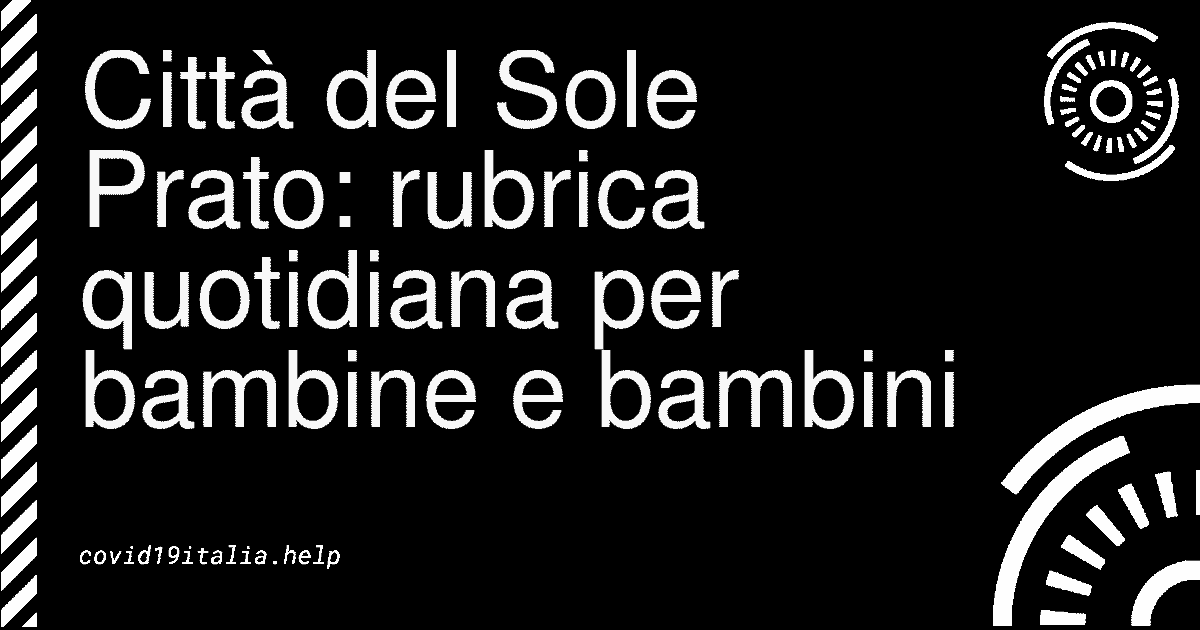 Città del Sole
Prato: rubrica
quotidiana per
bambine e bambini
covid19italia.help